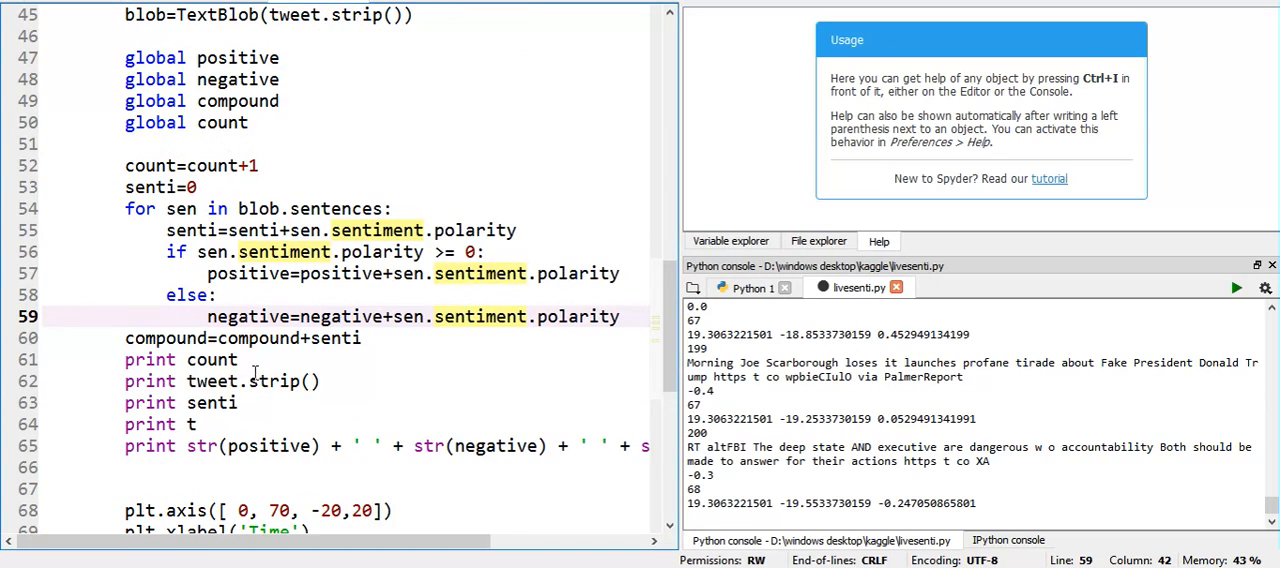 45 blob=TextBlob(tweet.strip())
46
47 global positive
48 global negative
49 global compound
50 global count
51
52 count=count+1
53 senti=0
54 for sen in blob.sentences:
55 senti=senti+sen.sentiment.polarity
56 if sen.sentiment.polarity >= 0:
57 positive=positive+sen.sentiment.polarity
58 else:
59 negative=negative+sen.sentiment.polarity
60 compound=compound+senti
61 print count
62 print tweet.strip()
63 print senti
64 print t
65 print str(positive) + ' ' + str(negative) + ' ' + s
66
67
68 plt.axis([ 0, 70, -20,20])
69 plt.xlabel('Time')
Usage
Here you can get help of any object by pressing Ctrl+I in
front of it, either on the Editor or the Console.
Help can also be shown automatically after writing a left
parenthesis next to an object. You can activate this
behavior in Preferences > Help.
New to Spyder? Read our tutorial
Variable explorer File explorer Help
Python console - D:\windows desktop\kaggle\livesenti.py
Python 1 livesenti.py
0.0
67
19.3063221501 -18.8533730159 0.452949134199
199
Morning Joe Scarborough loses it launches profane tirade about Fake President Donald Tr
ump https t co wpbieCIulO via PalmerReport
-0.4
67
19.3063221501 -19.2533730159 0.0529491341991
200
RT altFBI The deep state AND executive are dangerous w o accountability Both should be
made to answer for their actions https t co XA
-0.3
68
19.3063221501 -19.5533730159 -0.247050865801
Python console - D:\windows desktop\kaggle\livesenti.py IPython console
Permissions: RW End-of-lines: CRLF Encoding: UTF-8 Line: 59 Column: 42 Memory: 43 %